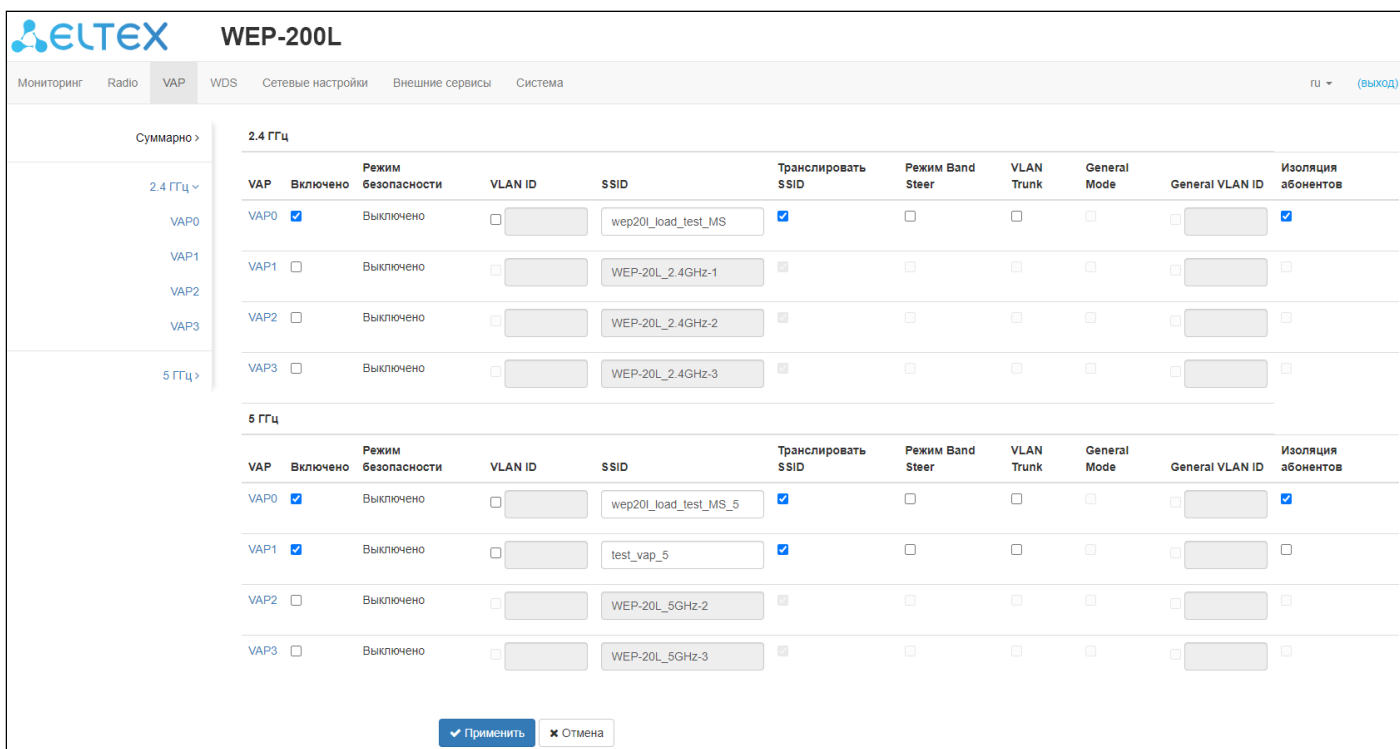 ELTEX WEP-200L
Мониторинг Radio VAP WDS Сетевые настройки Внешние сервисы Система ru (выход)
Суммарно
2.4 ГГц
VAP0
VAP1
VAP2
VAP3
5 ГГц
2.4 ГГц
VAP Включено Режим безопасности VLAN ID SSID Транслировать SSID Режим Band Steer VLAN Trunk General Mode General VLAN ID Изоляция абонентов
VAP0 Выключено wep20l_load_test_MS
VAP1 Выключено WEP-20L_2.4GHz-1
VAP2 Выключено WEP-20L_2.4GHz-2
VAP3 Выключено WEP-20L_2.4GHz-3
5 ГГц
VAP Включено Режим безопасности VLAN ID SSID Транслировать SSID Режим Band Steer VLAN Trunk General Mode General VLAN ID Изоляция абонентов
VAP0 Выключено wep20l_load_test_MS_5
VAP1 Выключено test_vap_5
VAP2 Выключено WEP-20L_5GHz-2
VAP3 Выключено WEP-20L_5GHz-3
Применить Отмена